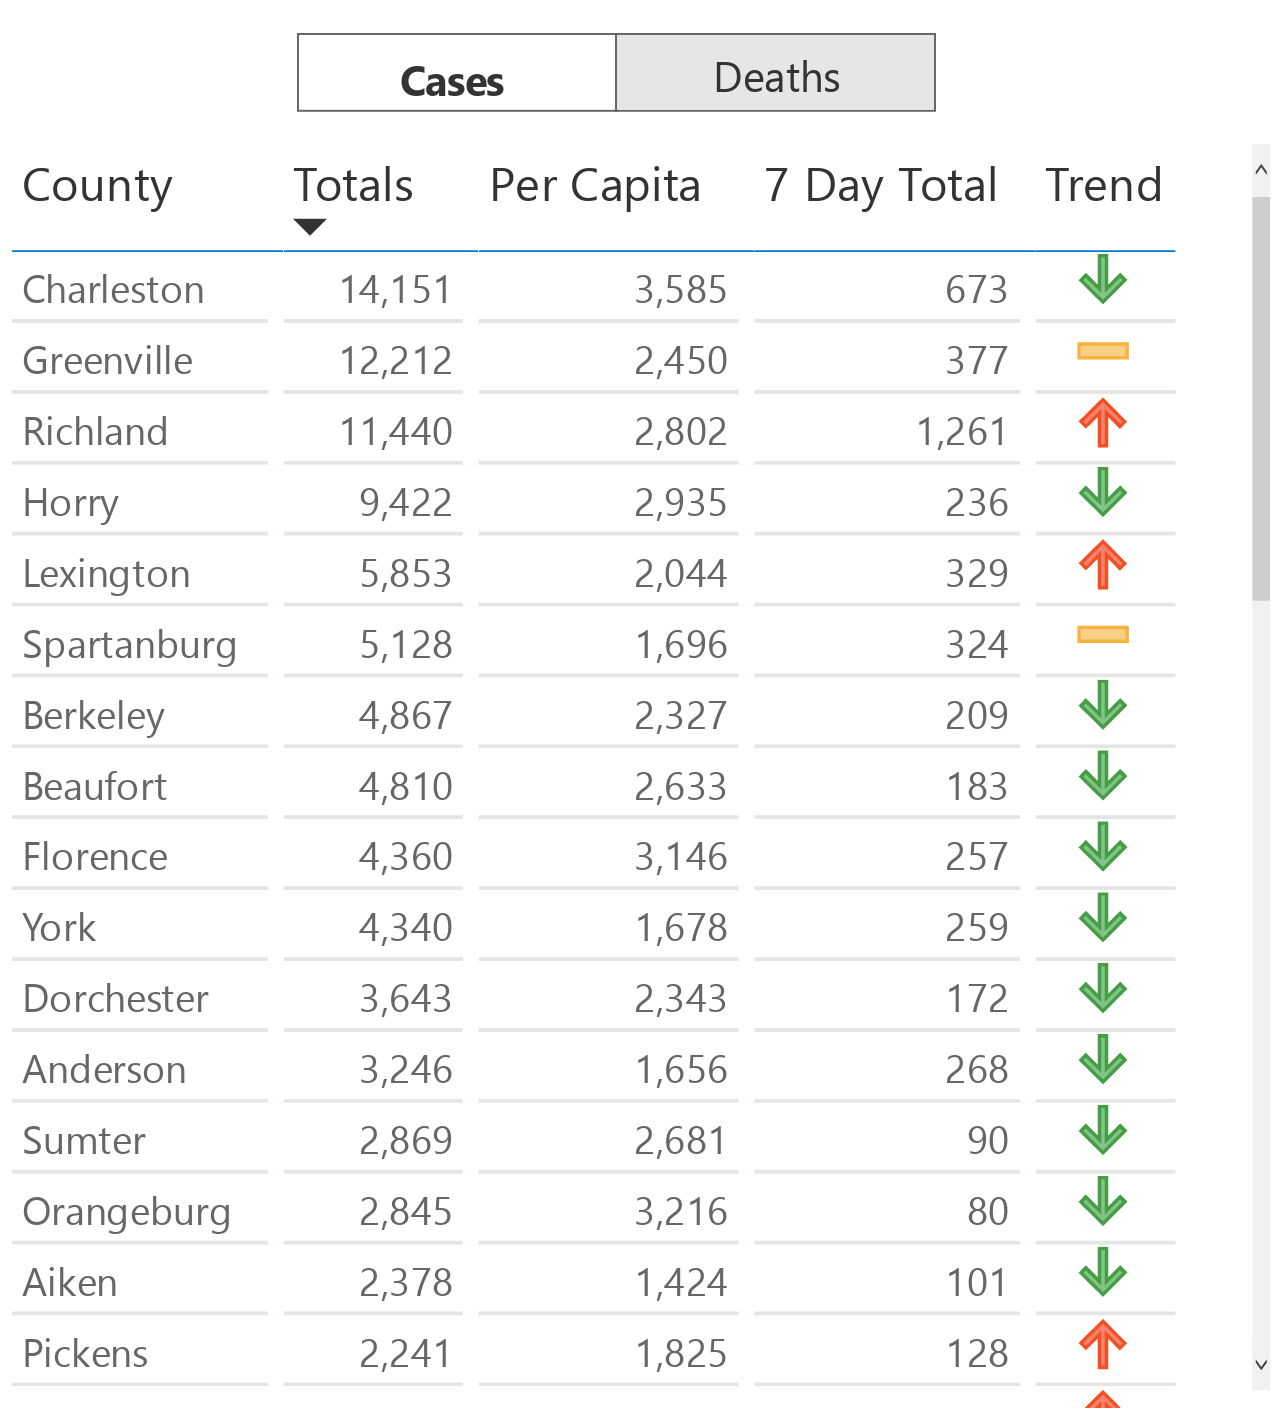 Cases Deaths
County Totals Per Capita 7 Day Total Trend
Charleston 14,151 3,585 673
Greenville 12,212 2,450 377
Richland 11,440 2,802 1,261
Horry 9,422 2,935 236
Lexington 5,853 2,044 329
Spartanburg 5,128 1,696 324
Berkeley 4,867 2,327 209
Beaufort 4,810 2,633 183
Florence 4,360 3,146 257
York 4,340 1,678 259
Dorchester 3,643 2,343 172
Anderson 3,246 1,656 268
Sumter 2,869 2,681 90
Orangeburg 2,845 3,216 80
Aiken 2,378 1,424 101
Pickens 2,241 1,825 128